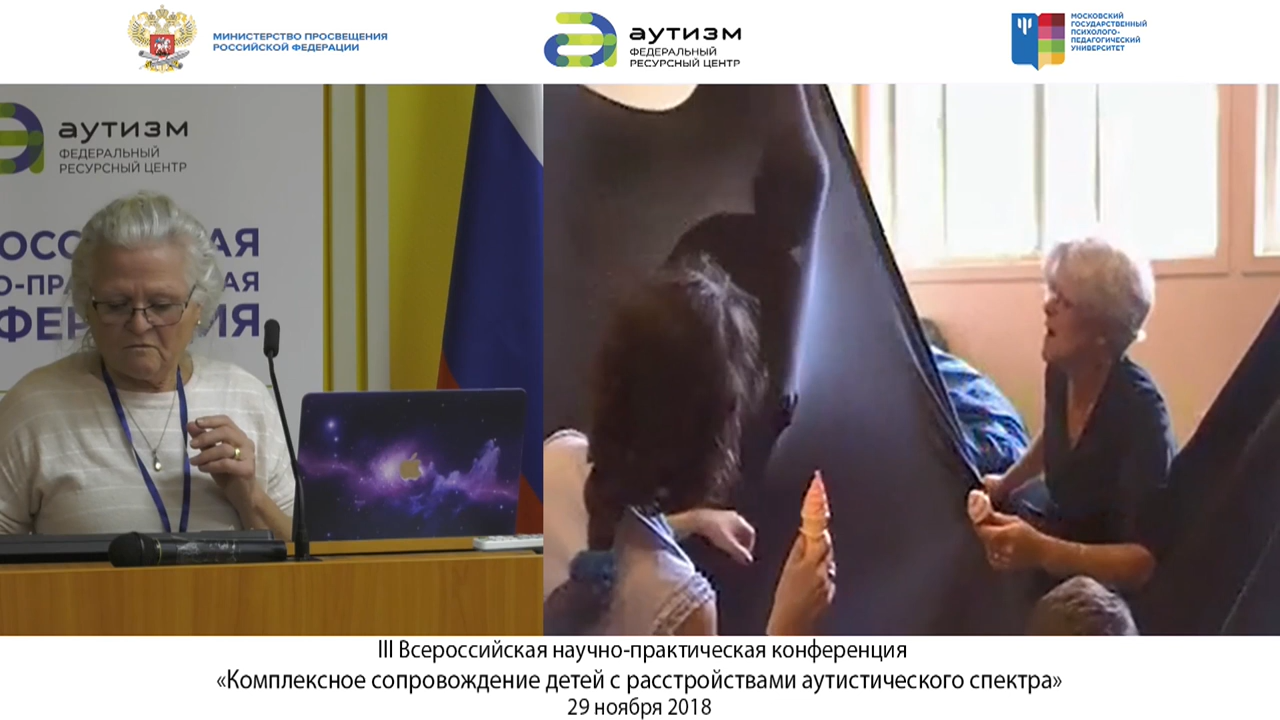 МИНИСТЕРСТВО ПРОСВЕЩЕНИЯ
РОССИЙСКОЙ ФЕДЕРАЦИИ
аутизм
ФЕДЕРАЛЬНЫЙ
РЕСУРСНЫЙ ЦЕНТР
МОСКОВСКИЙ
ГОСУДАРСТВЕННЫЙ
ПСИХОЛОГО-
ПЕДАГОГИЧЕСКИЙ
УНИВЕРСИТЕТ
аутизм
ФЕДЕРАЛЬНЫЙ
РЕСУРСНЫЙ ЦЕНТР
III Всероссийская научно-практическая конференция
«Комплексное сопровождение детей с расстройствами аутистического спектра»
29 ноября 2018